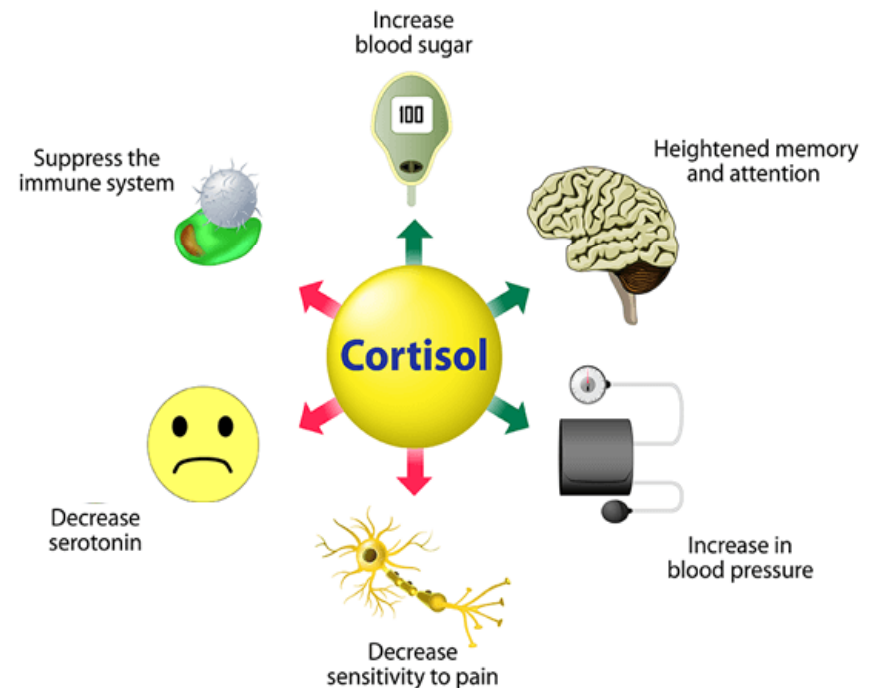 Increase
blood sugar
100
Heightened memory
and attention
Suppress the
immune system
Cortisol
Decrease
serotonin
Increase in
blood pressure
Decrease
sensitivity to pain